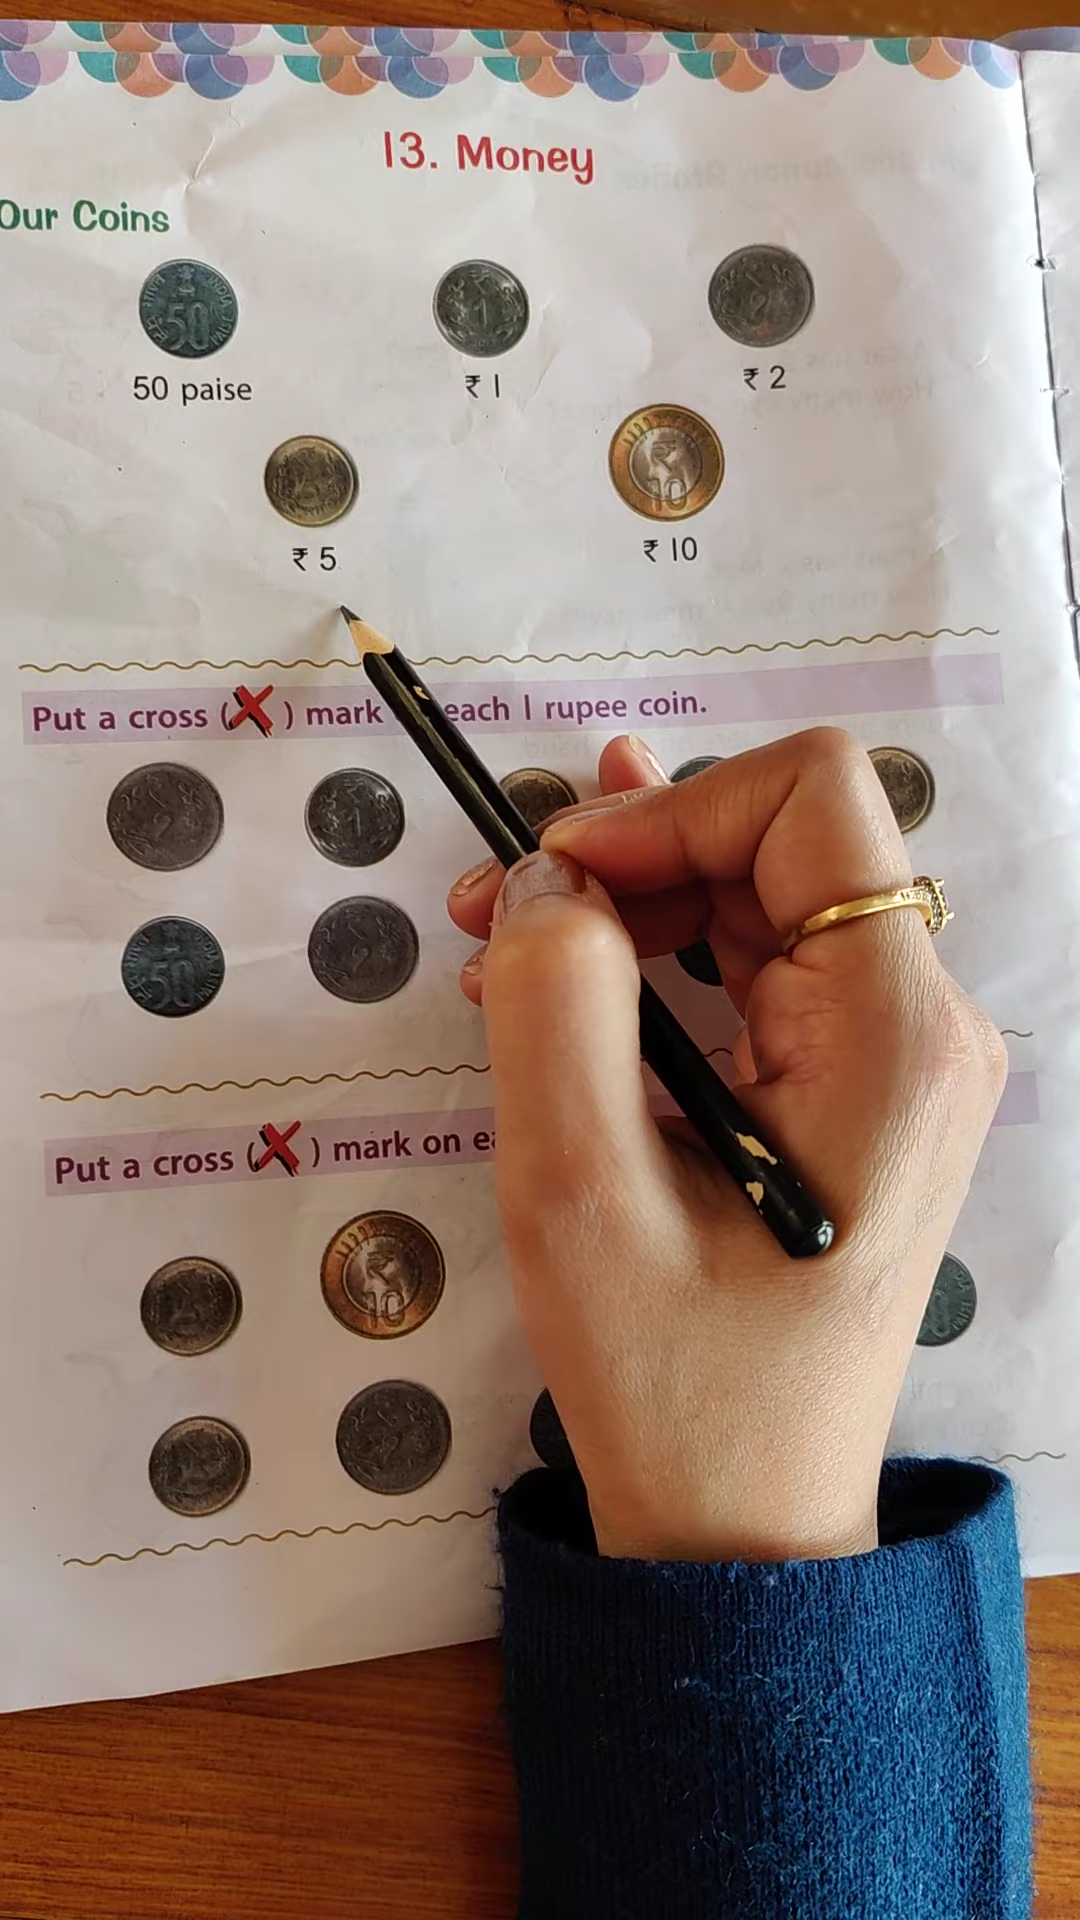 13. Money
Our Coins
50 paise
₹ 1
₹ 2
₹ 5
₹ 10
Put a cross (X) mark each 1 rupee coin.
Put a cross (X) mark on